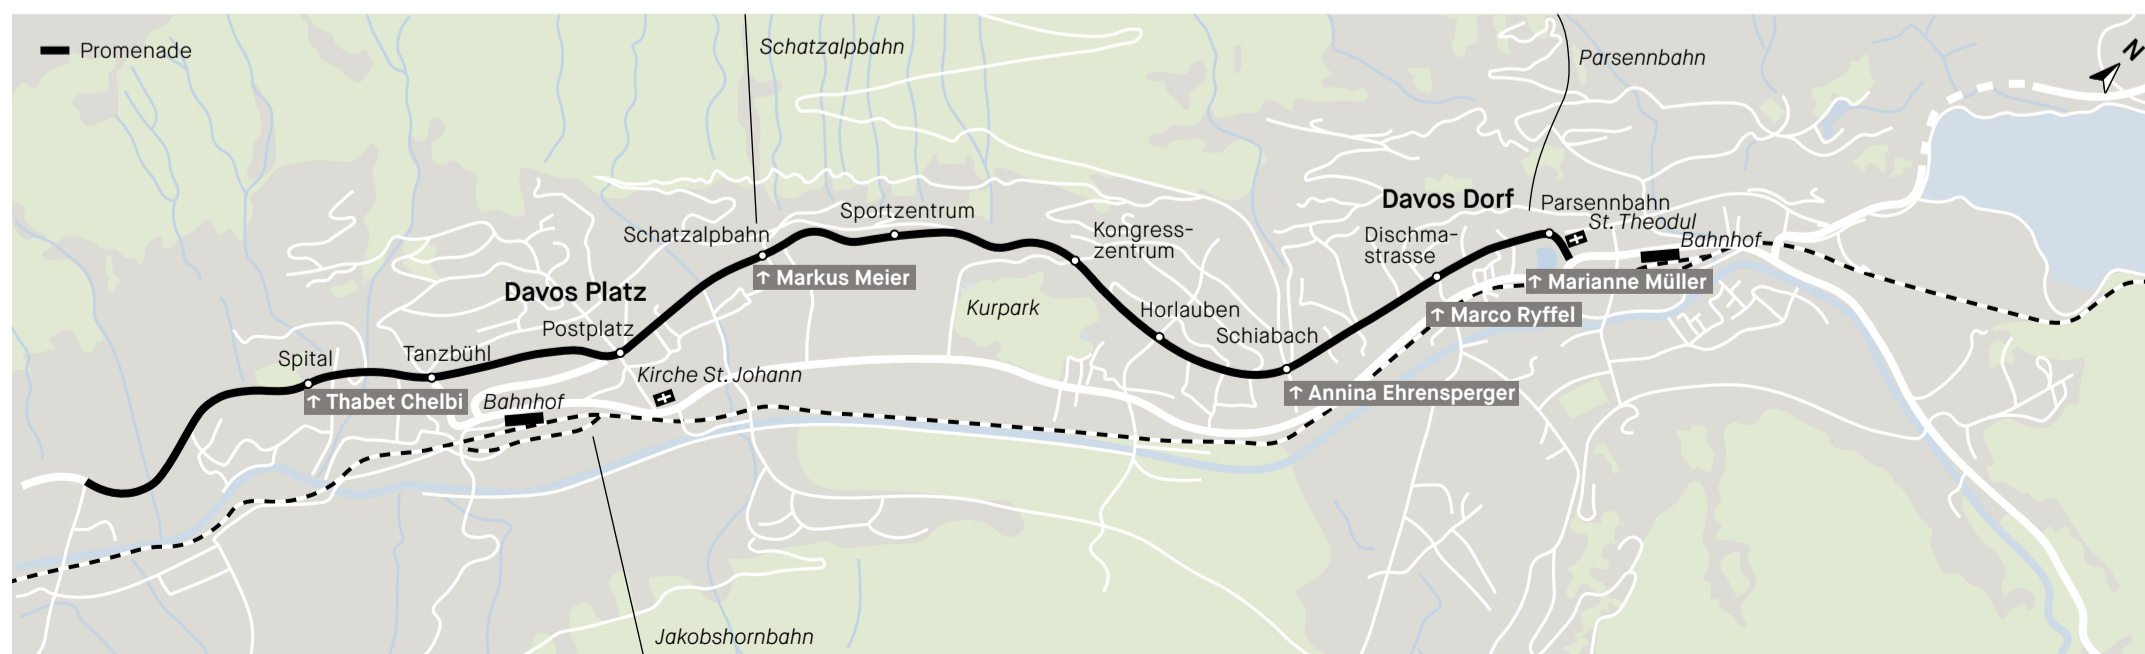 Promenade
Schatzalpbahn
Parsennbahn
N
Davos Dorf
Parsennbahn
St. Theodul
Sportzentrum
Schatzalpbahn
Kongress-
zentrum
Dischma-
strasse
Bahnhof
↑ Markus Meier
↑ Marianne Müller
Davos Platz
Kurpark
Horlauben
↑ Marco Ryffel
Postplatz
Schiabach
Spital
Tanzbühl
Kirche St. Johann
↑ Thabet Chelbi
Bahnhof
↑ Annina Ehrensperger
Jakobshornbahn